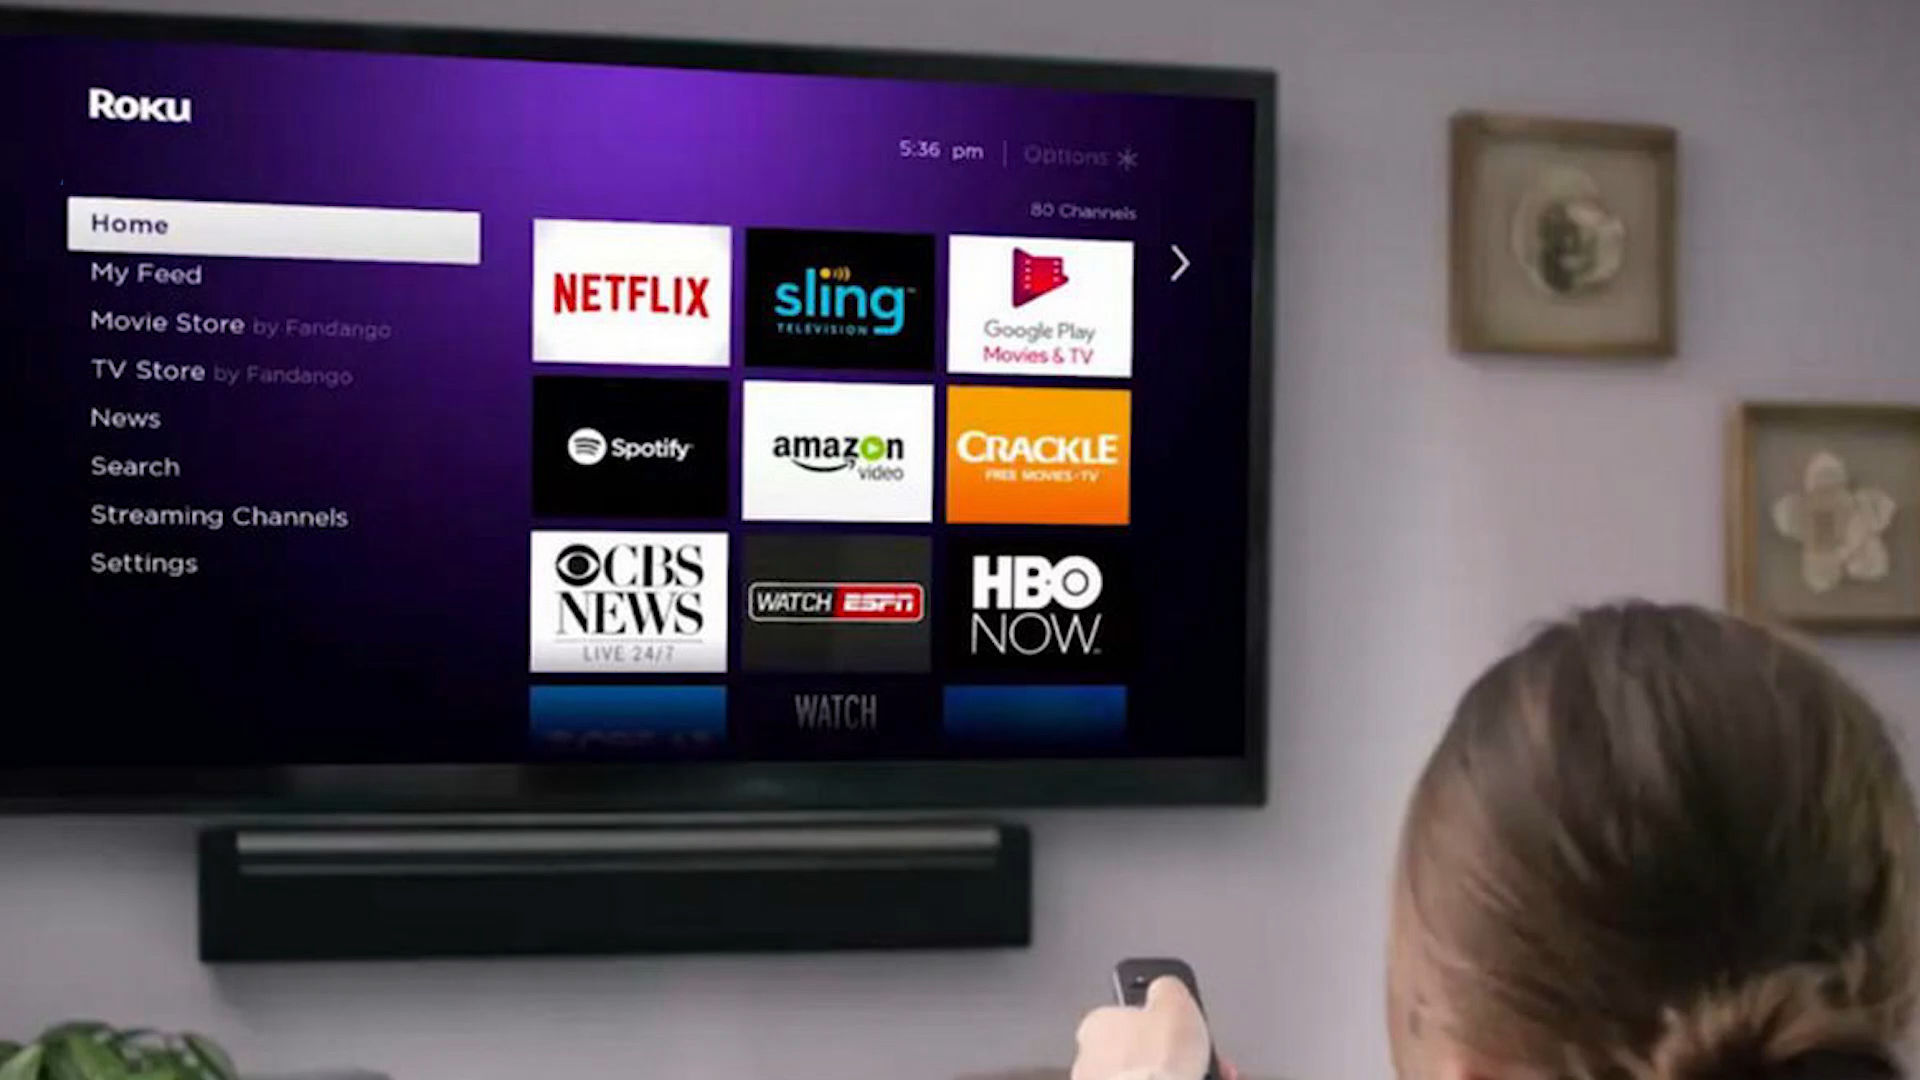 Roku
5:36 pm | Options
80 Channels
Home
My Feed
Movie Store by Fandango
TV Store by Fandango
News
Search
Streaming Channels
Settings
NETFLIX
sling
TELEVISION
Google Play
Movies & TV
Spotify
amazon
video
CRACKLE
FREE MOVIES + TV
CBS
NEWS
LIVE 24/7
WATCH ESPN
HBO
NOW
WATCH